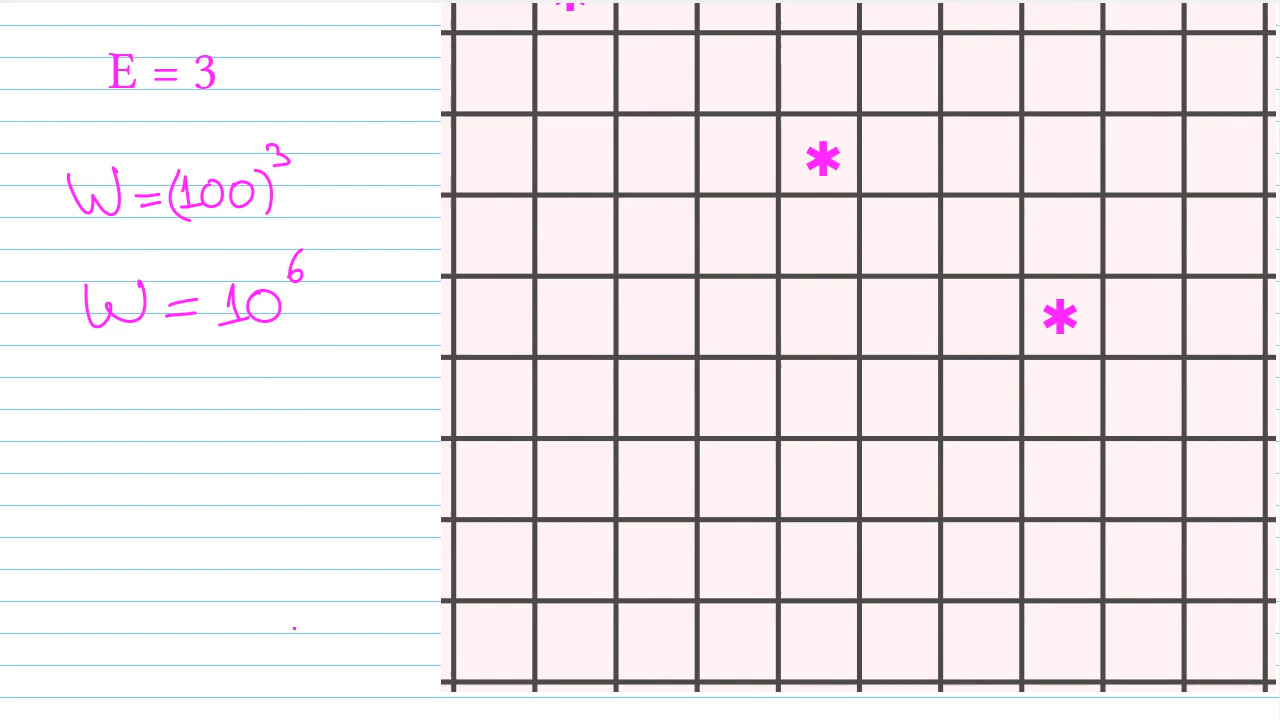 E = 3
W = (100)³
W = 10⁶